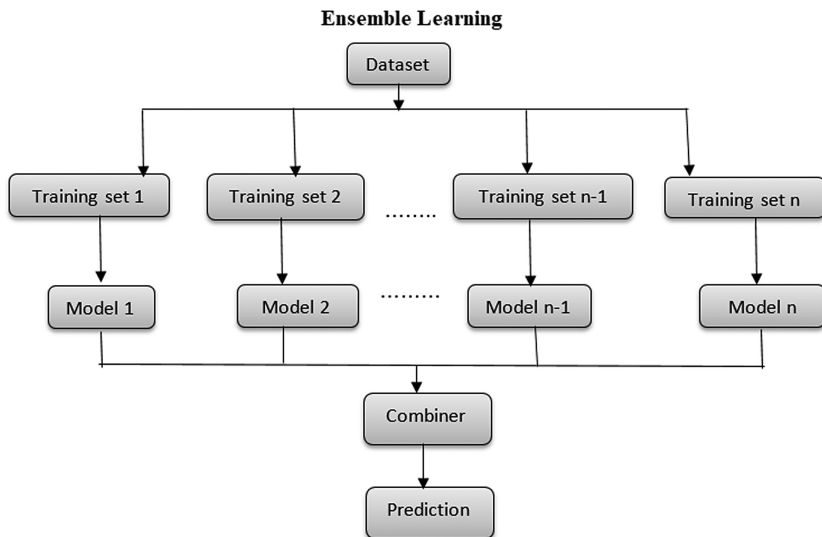 Ensemble Learning
Dataset
Training set 1
Training set 2
........
Training set n-1
Training set n
Model 1
Model 2
.........
Model n-1
Model n
Combiner
Prediction